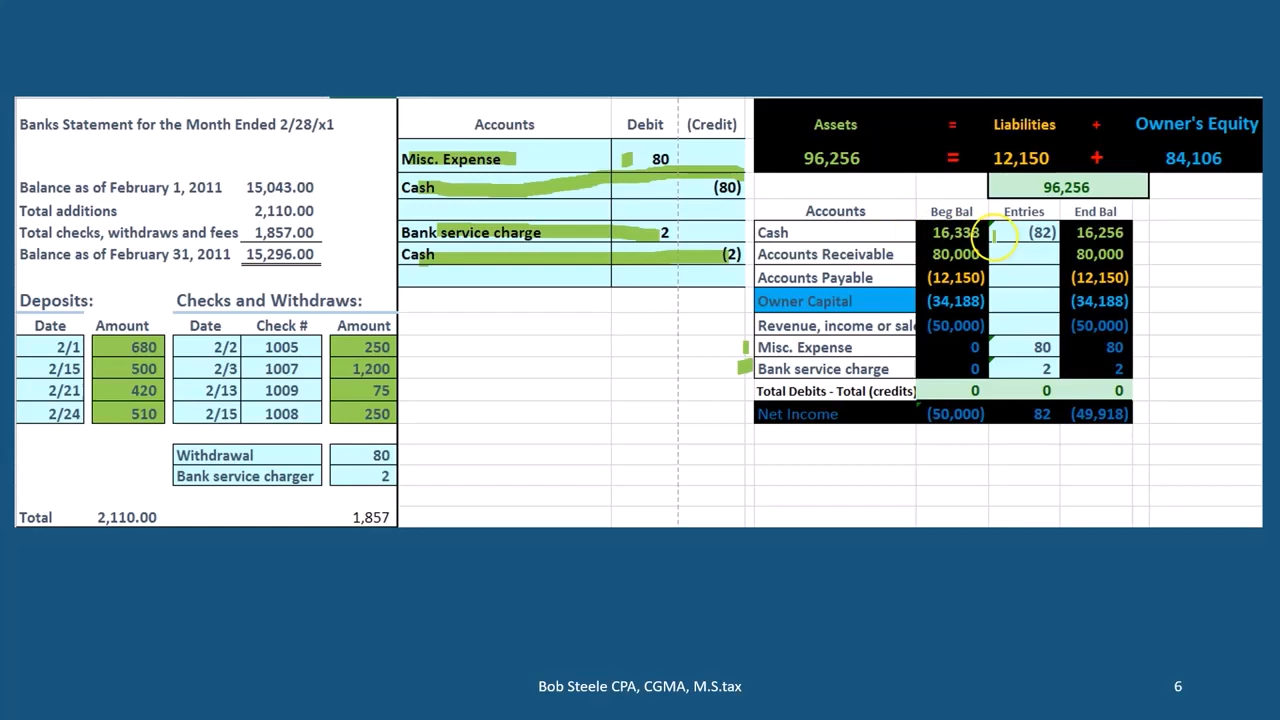 Banks Statement for the Month Ended 2/28/x1
Balance as of February 1, 2011 15,043.00
Total additions 2,110.00
Total checks, withdraws and fees 1,857.00
Balance as of February 31, 2011 15,296.00
Deposits: Checks and Withdraws:
Date Amount Date Check # Amount
2/1 680 2/2 1005 250
2/15 500 2/3 1007 1,200
2/21 420 2/13 1009 75
2/24 510 2/15 1008 250
Withdrawal 80
Bank service charger 2
Total 2,110.00 1,857
Accounts Debit (Credit)
Misc. Expense 80
Cash (80)
Bank service charge 2
Cash (2)
Assets = Liabilities + Owner's Equity
96,256 = 12,150 + 84,106
96,256
Accounts Beg Bal Entries End Bal
Cash 16,338 (82) 16,256
Accounts Receivable 80,000 80,000
Accounts Payable (12,150) (12,150)
Owner Capital (34,188) (34,188)
Revenue, income or sale (50,000) (50,000)
Misc. Expense 0 80 80
Bank service charge 0 2 2
Total Debits - Total (credits) 0 0 0
Net Income (50,000) 82 (49,918)
Bob Steele CPA, CGMA, M.S.tax
6